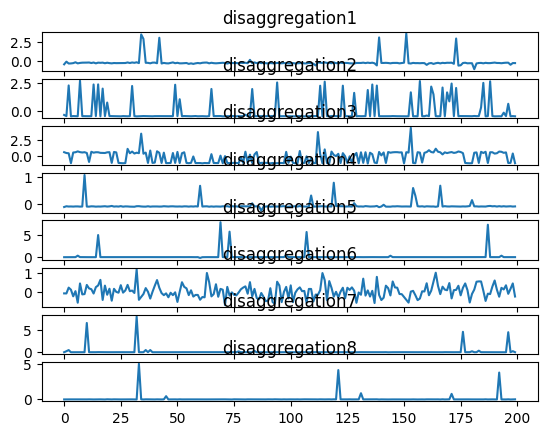 disaggregation1
2.5
0.0
disaggregation2
2.5
0.0
disaggregation3
2.5
0.0
disaggregation4
1
0
disaggregation5
5
0
disaggregation6
1
0
disaggregation7
5
0
disaggregation8
5
0
0 25 50 75 100 125 150 175 200